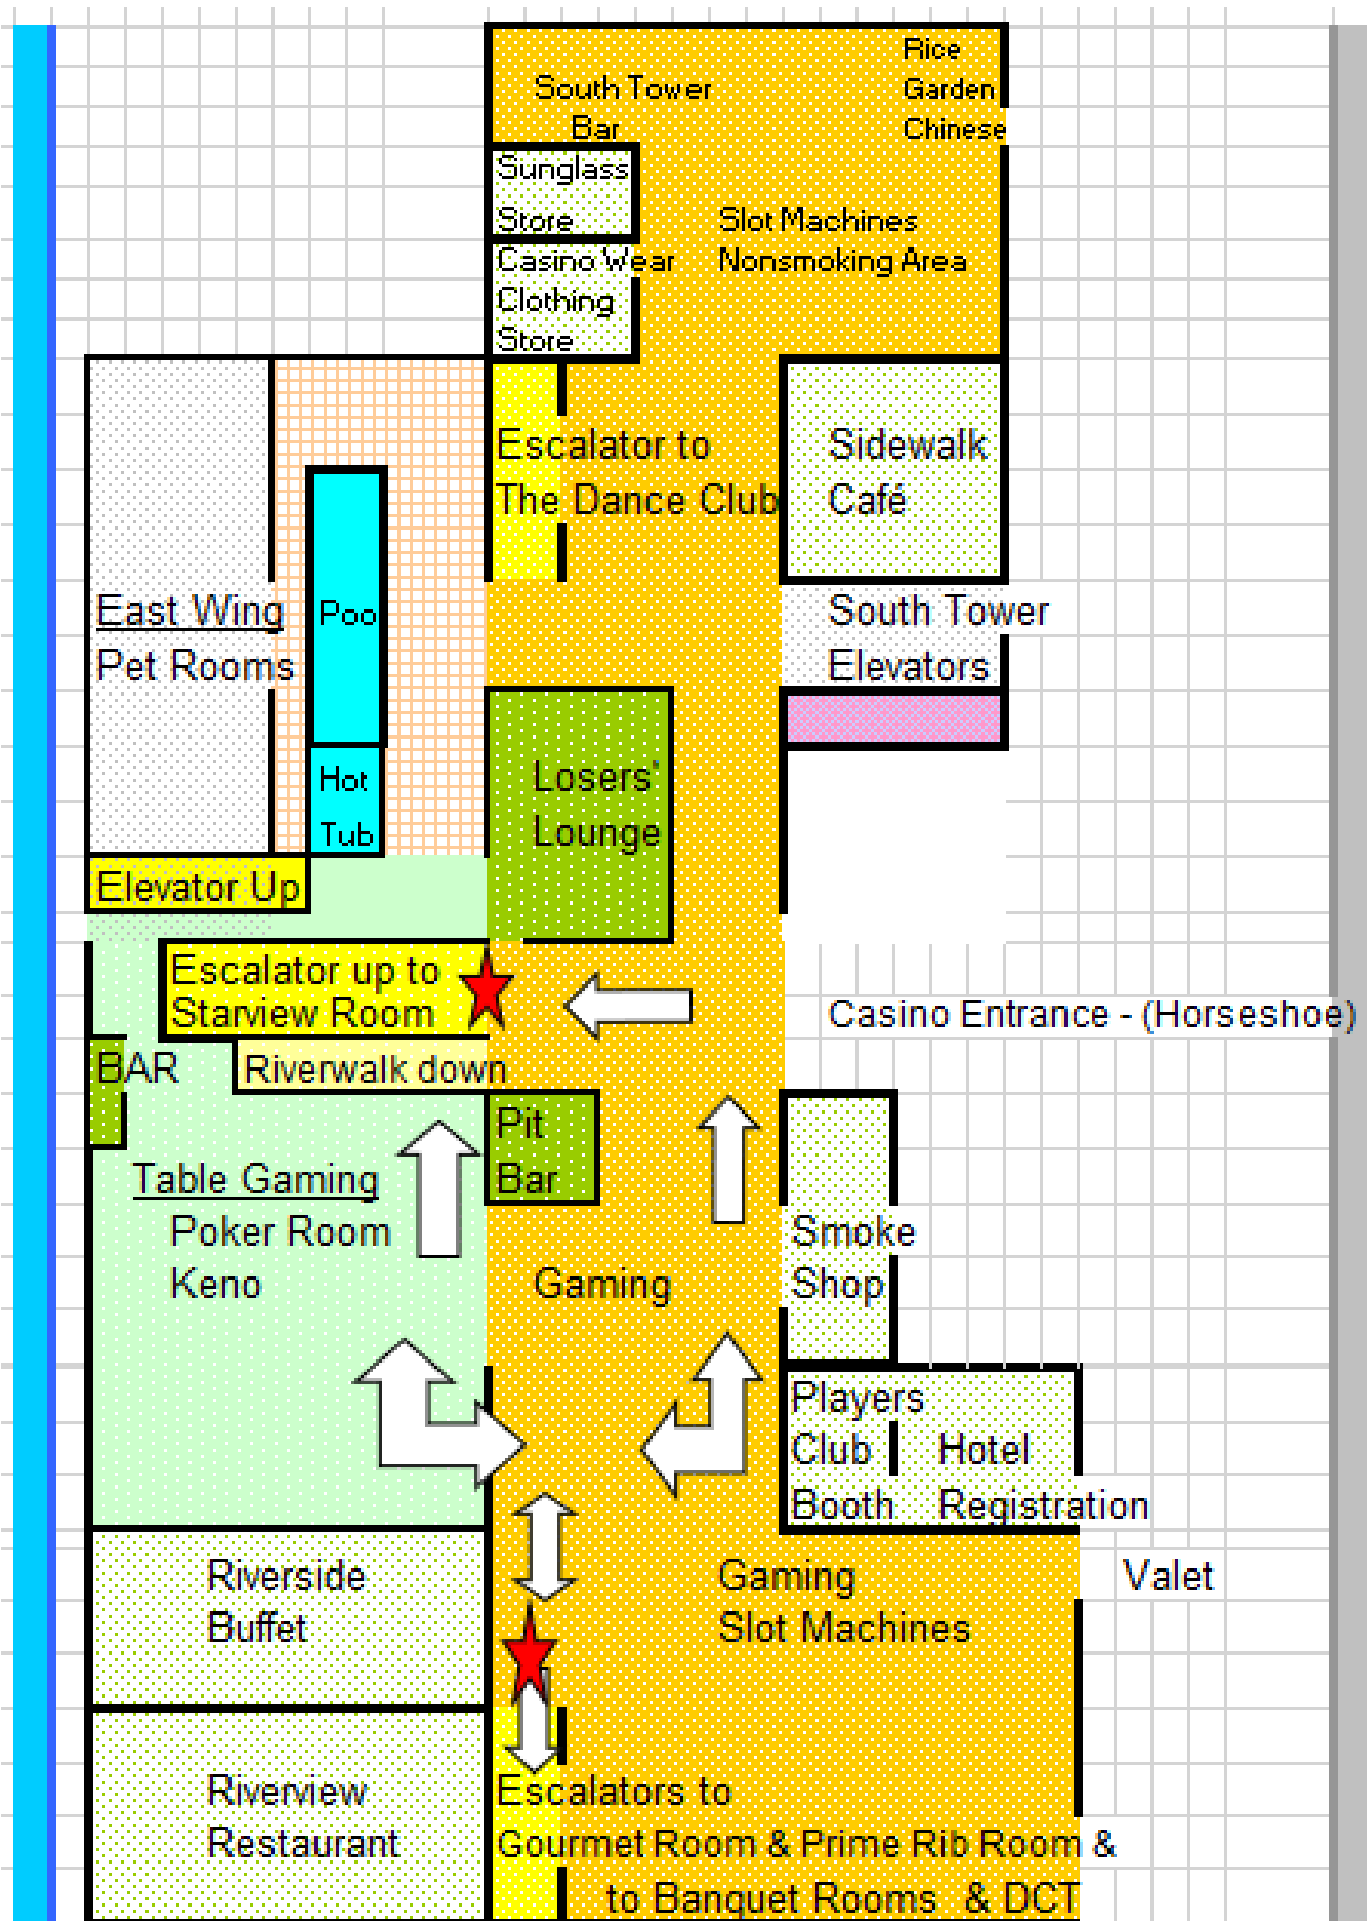 Rice
Garden
Chinese
South Tower
Bar
Sunglass
Store
Slot Machines
Nonsmoking Area
Casino Wear
Clothing
Store
Escalator to
The Dance Club
Sidewalk
Café
East Wing
Pet Rooms
Poo
South Tower
Elevators
Hot
Tub
Losers'
Lounge
Elevator Up
Escalator up to
Starview Room
Casino Entrance - (Horseshoe)
BAR
Riverwalk down
Pit
Bar
Table Gaming
Poker Room
Keno
Gaming
Smoke
Shop
Players
Club
Booth
Hotel
Registration
Riverside
Buffet
Gaming
Slot Machines
Valet
Riverview
Restaurant
Escalators to
Gourmet Room & Prime Rib Room &
to Banquet Rooms & DCT